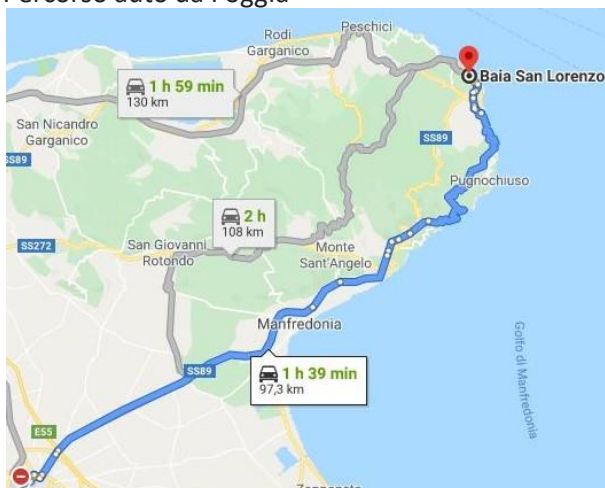 Percorso auto da Foggia
Rodi
Garganico
Peschici
Baia San Lorenzo
1 h 59 min
130 km
San Nicandro
Garganico
SS89
SS89
Pugnochiuso
2 h
108 km
SS272
San Giovanni
Rotondo
Monte
Sant'Angelo
Manfredonia
SS89
1 h 39 min
97,3 km
Golfo di Manfredonia
E55
Zapponeta